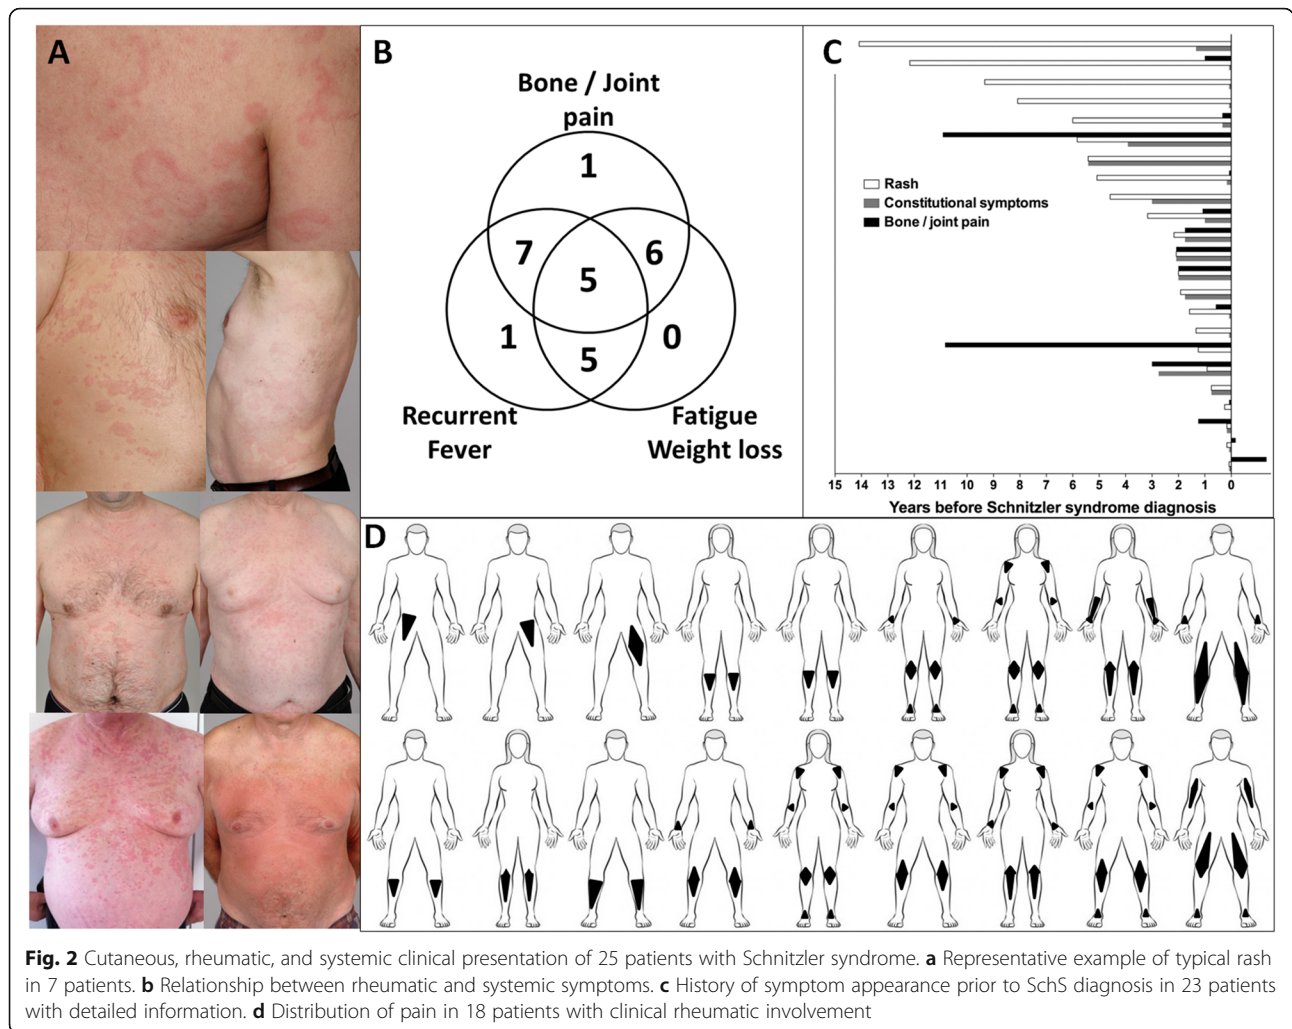 A
B
Bone / Joint
pain
1
7
6
5
1
5
0
Recurrent
Fever
Fatigue
Weight loss
C
Rash
Constitutional symptoms
Bone / joint pain
15 14 13 12 11 10 9 8 7 6 5 4 3 2 1 0
Years before Schnitzler syndrome diagnosis
D
Fig. 2 Cutaneous, rheumatic, and systemic clinical presentation of 25 patients with Schnitzler syndrome. a Representative example of typical rash
in 7 patients. b Relationship between rheumatic and systemic symptoms. c History of symptom appearance prior to SchS diagnosis in 23 patients
with detailed information. d Distribution of pain in 18 patients with clinical rheumatic involvement